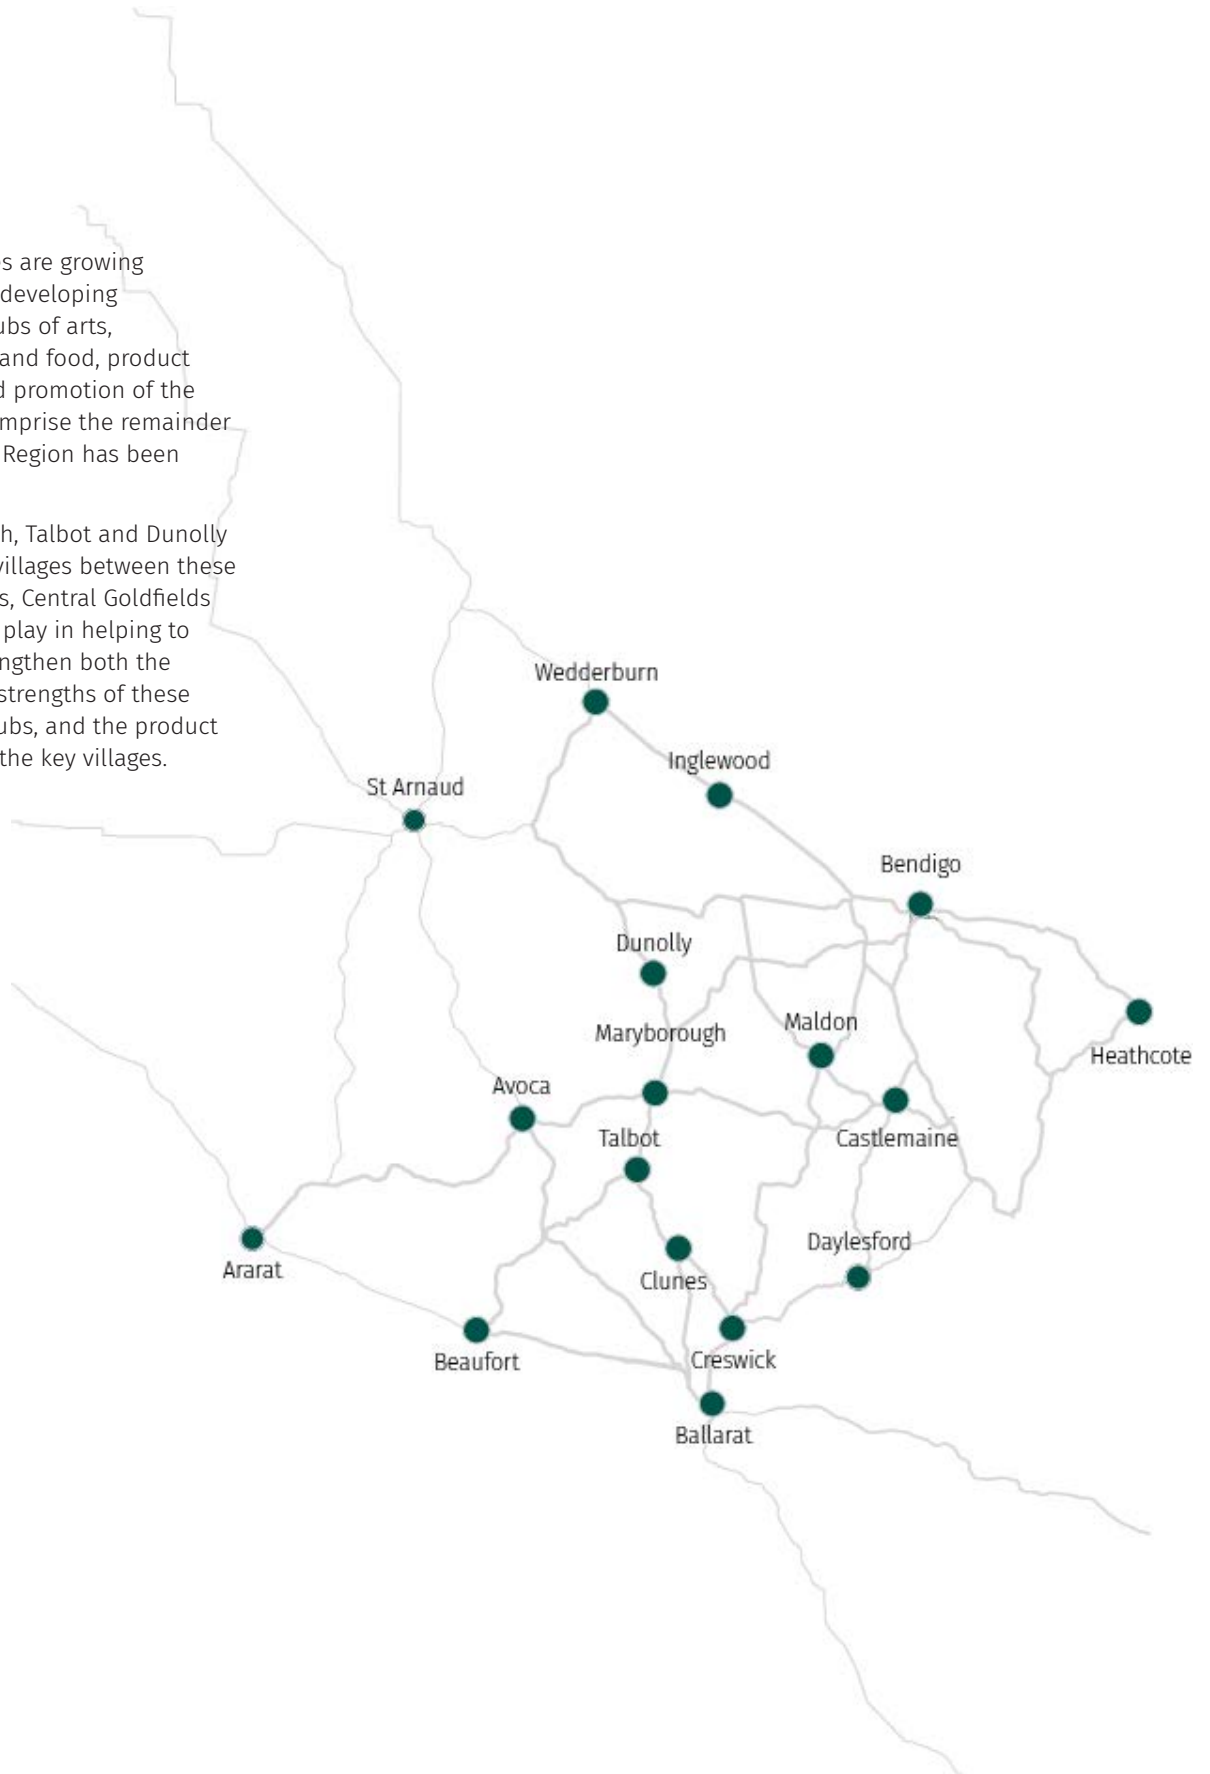 s are growing
developing
ubs of arts,
and food, product
d promotion of the
mprise the remainder
Region has been
h, Talbot and Dunolly
villages between these
s, Central Goldfields
play in helping to
ngthen both the
strengths of these
ubs, and the product
the key villages.
Wedderburn
Inglewood
St Arnaud
Bendigo
Dunolly
Maryborough
Maldon
Heathcote
Avoca
Talbot
Castlemaine
Daylesford
Ararat
Clunes
Beaufort
Creswick
Ballarat